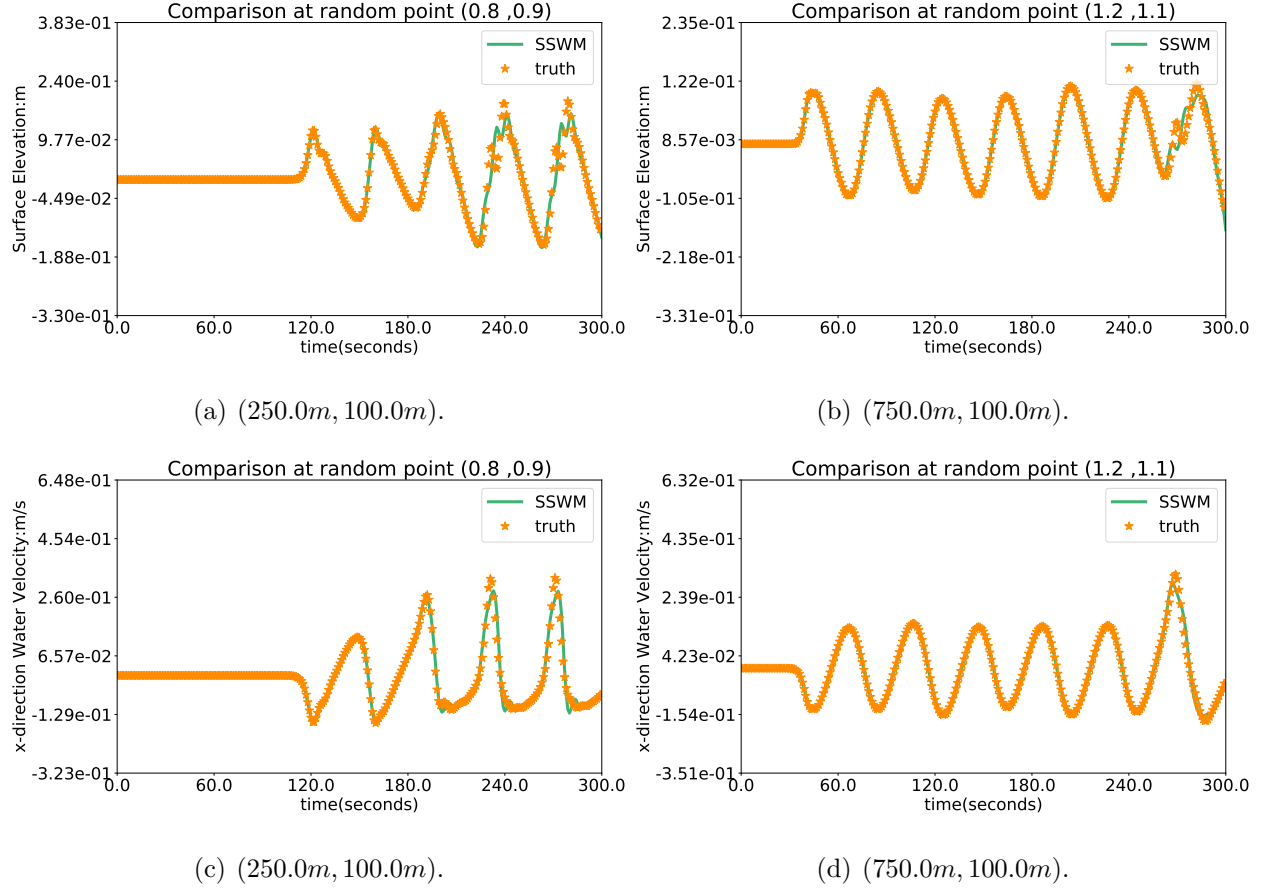 Comparison at random point (0.8 ,0.9)
3.83e-01
2.40e-01
9.77e-02
-4.49e-02
-1.88e-01
-3.30e-01
Surface Elevation:m
SSWM
truth
0.0 60.0 120.0 180.0 240.0 300.0
time(seconds)
(a) (250.0m, 100.0m).
Comparison at random point (1.2 ,1.1)
2.35e-01
1.22e-01
8.57e-03
-1.05e-01
-2.18e-01
-3.31e-01
Surface Elevation:m
SSWM
truth
0.0 60.0 120.0 180.0 240.0 300.0
time(seconds)
(b) (750.0m, 100.0m).
Comparison at random point (0.8 ,0.9)
6.48e-01
4.54e-01
2.60e-01
6.57e-02
-1.29e-01
-3.23e-01
x-direction Water Velocity:m/s
SSWM
truth
0.0 60.0 120.0 180.0 240.0 300.0
time(seconds)
(c) (250.0m, 100.0m).
Comparison at random point (1.2 ,1.1)
6.32e-01
4.35e-01
2.39e-01
4.23e-02
-1.54e-01
-3.51e-01
x-direction Water Velocity:m/s
SSWM
truth
0.0 60.0 120.0 180.0 240.0 300.0
time(seconds)
(d) (750.0m, 100.0m).